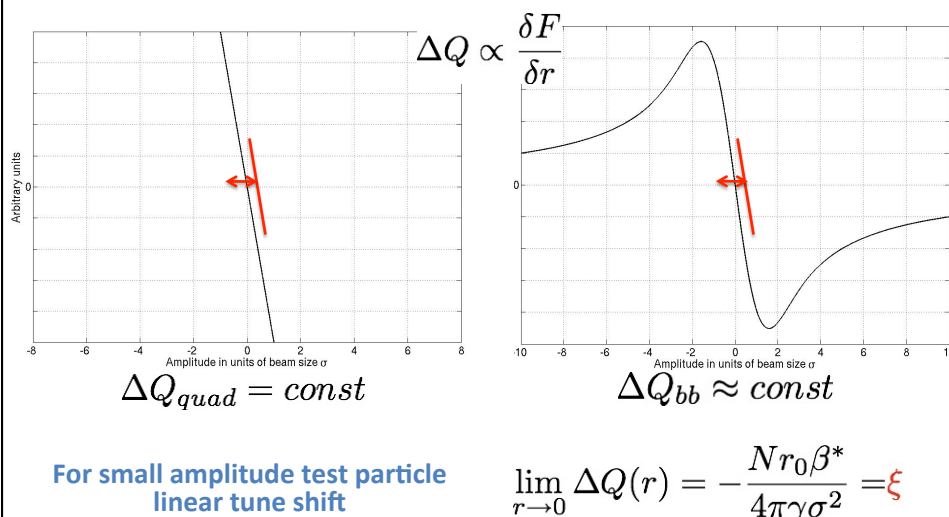 ΔQ ∝ δF/δr
Arbitrary units
0
-8 -6 -4 -2 0 2 4 6 8
Amplitude in units of beam size σ
0
-10 -8 -6 -4 -2 0 2 4 6 8 1
Amplitude in units of beam size σ
ΔQ_quad = const
ΔQ_bb ≈ const
For small amplitude test particle
linear tune shift
lim_{r→0} ΔQ(r) = − Nr₀β*/4πγσ² = ξ